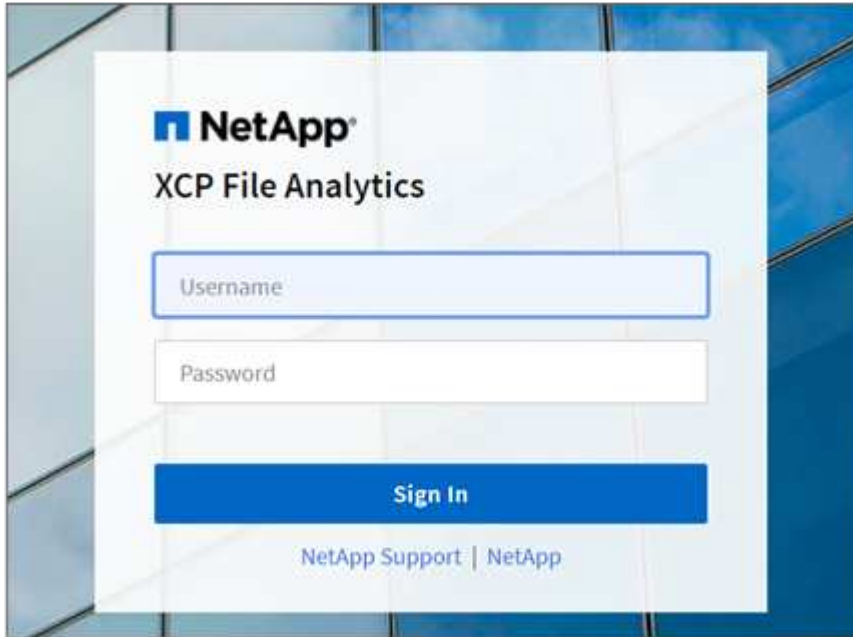 NetApp®
XCP File Analytics
Username
Password
Sign In
NetApp Support | NetApp